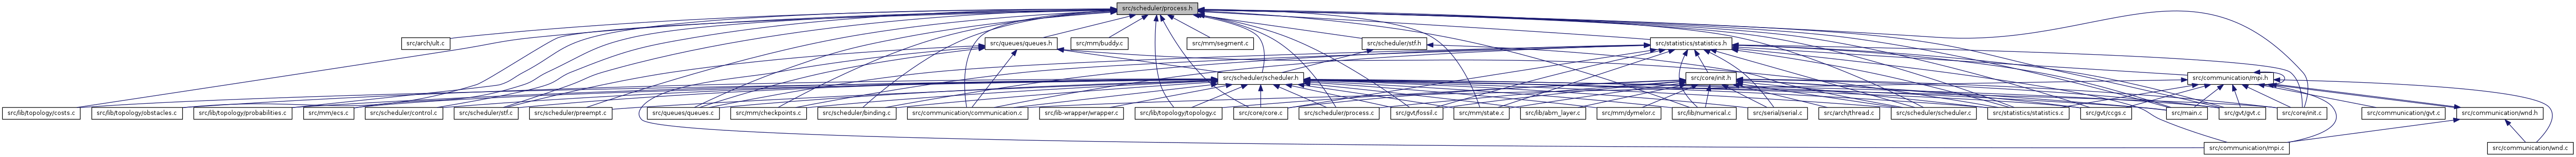 src/scheduler/process.h
src/arch/ult.c
src/queues/queues.h
src/mm/buddy.c
src/mm/segment.c
src/scheduler/stf.h
src/statistics/statistics.h
src/scheduler/scheduler.h
src/core/init.h
src/communication/mpi.h
src/lib/topology/costs.c
src/lib/topology/obstacles.c
src/lib/topology/probabilities.c
src/mm/ecs.c
src/scheduler/control.c
src/scheduler/stf.c
src/scheduler/preempt.c
src/queues/queues.c
src/mm/checkpoints.c
src/scheduler/binding.c
src/communication/communication.c
src/lib-wrapper/wrapper.c
src/lib/topology/topology.c
src/core/core.c
src/scheduler/process.c
src/gvt/fossil.c
src/mm/state.c
src/lib/abm_layer.c
src/mm/dymelor.c
src/lib/numerical.c
src/serial/serial.c
src/arch/thread.c
src/scheduler/scheduler.c
src/statistics/statistics.c
src/gvt/ccgs.c
src/main.c
src/gvt/gvt.c
src/core/init.c
src/communication/gvt.c
src/communication/wnd.h
src/communication/mpi.c
src/communication/wnd.c